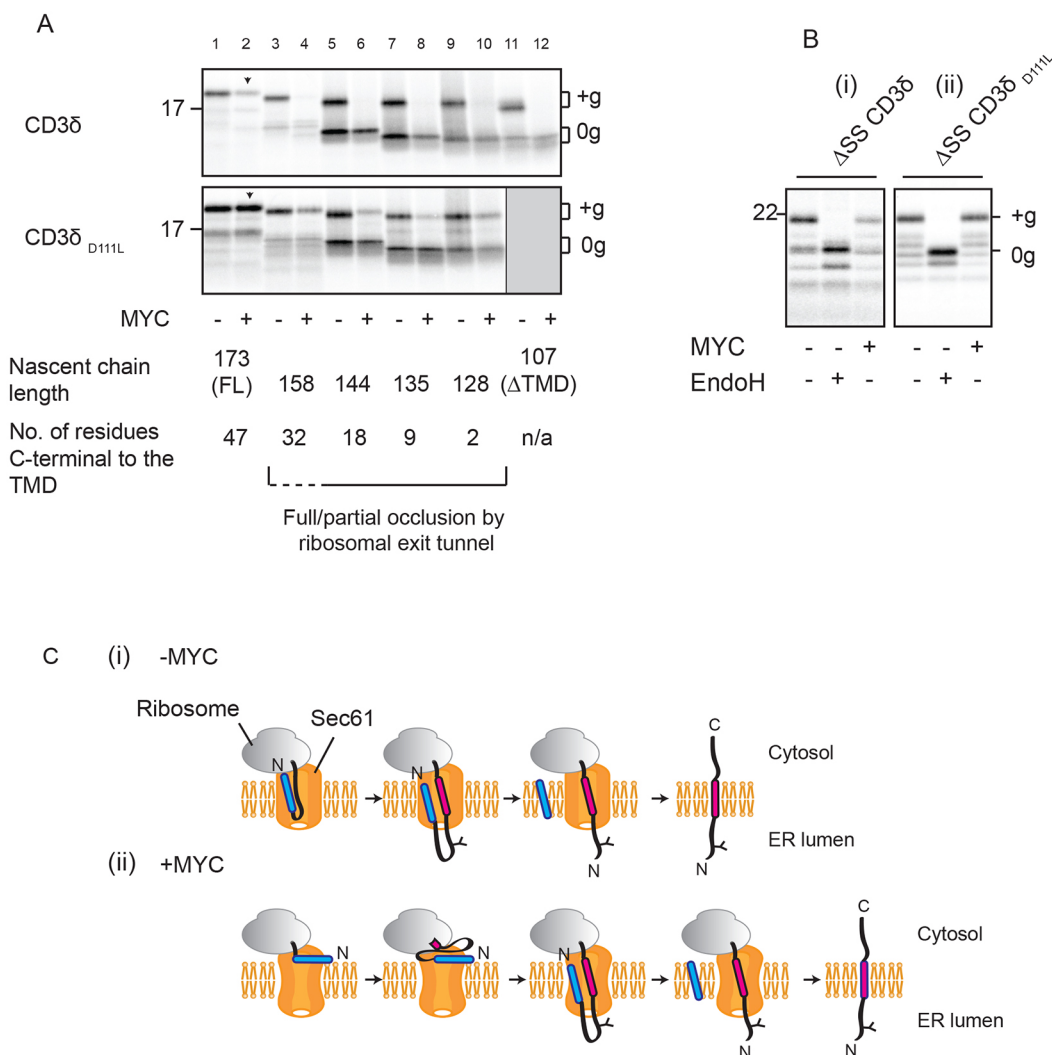 A
1 2 3 4 5 6 7 8 9 10 11 12
CD3δ
17
+g
0g
CD3δ D111L
17
+g
0g
MYC - + - + - + - + - + - +
Nascent chain length
173 (FL) 158 144 135 128 107 (ΔTMD)
No. of residues C-terminal to the TMD
47 32 18 9 2 n/a
Full/partial occlusion by
ribosomal exit tunnel
B
(i) (ii)
ΔSS CD3δ
ΔSS CD3δ D111L
22
+g
0g
MYC - - + - - +
EndoH - + - - + -
C (i) -MYC
Ribosome
Sec61
N
N
N
C
N
Cytosol
ER lumen
(ii) +MYC
N
N
N
N
C
N
Cytosol
ER lumen